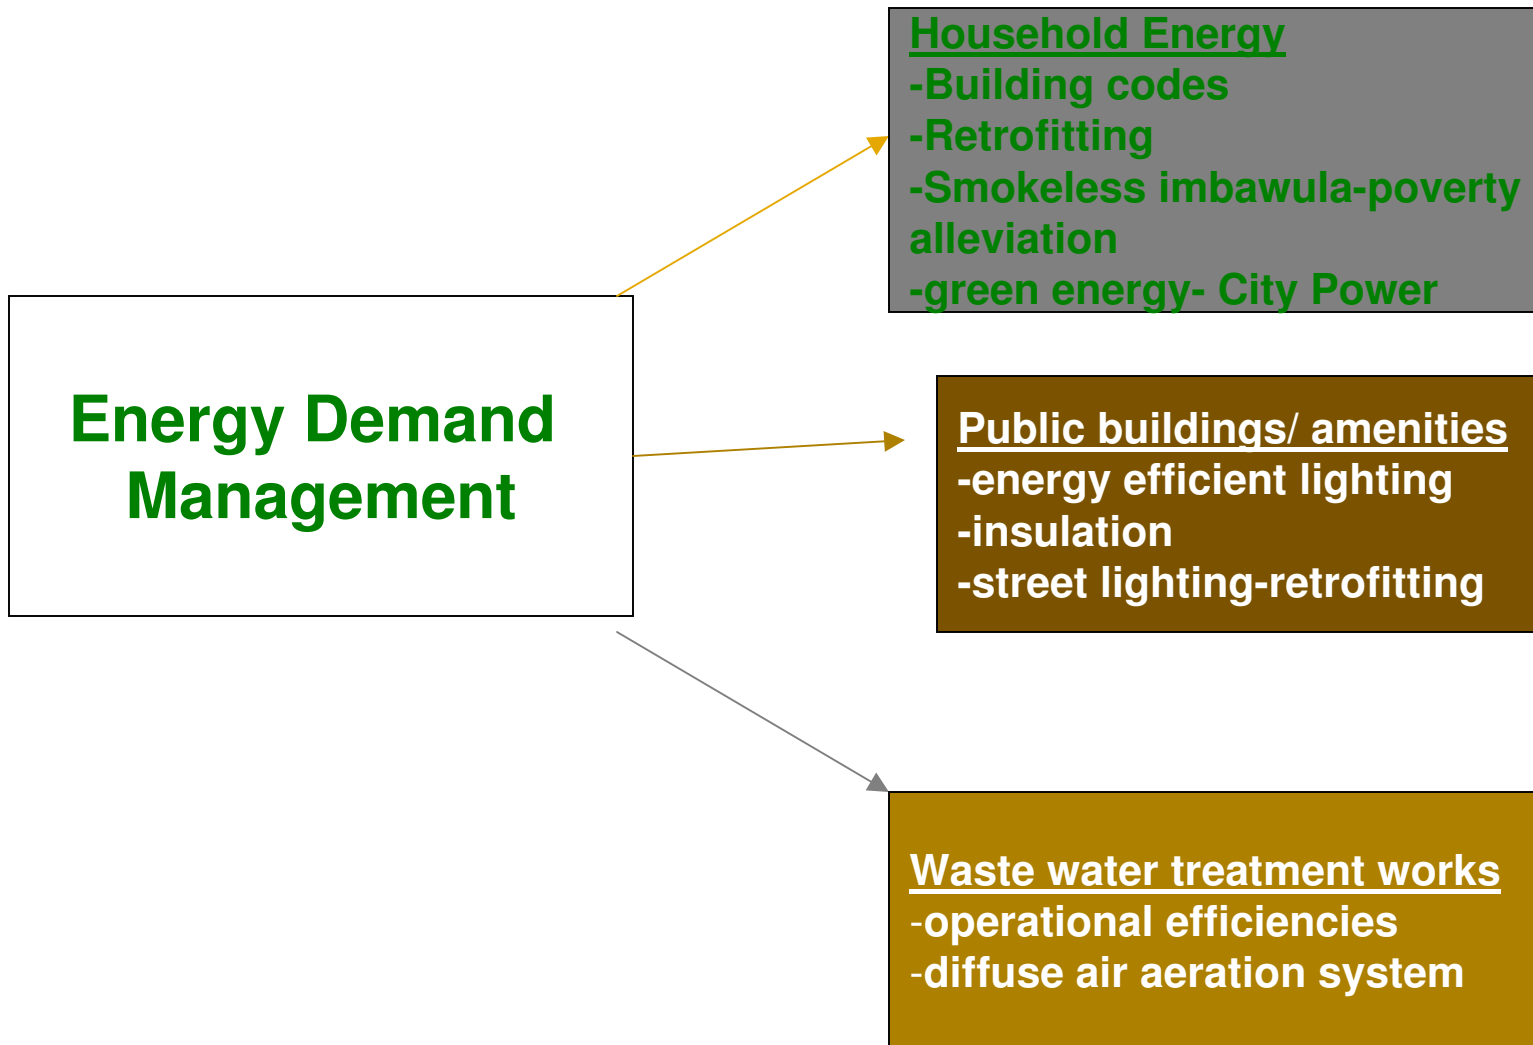 Household Energy
-Building codes
-Retrofitting
-Smokeless imbawula-poverty
alleviation
-green energy- City Power
Energy Demand
Management
Public buildings/ amenities
-energy efficient lighting
-insulation
-street lighting-retrofitting
Waste water treatment works
-operational efficiencies
-diffuse air aeration system